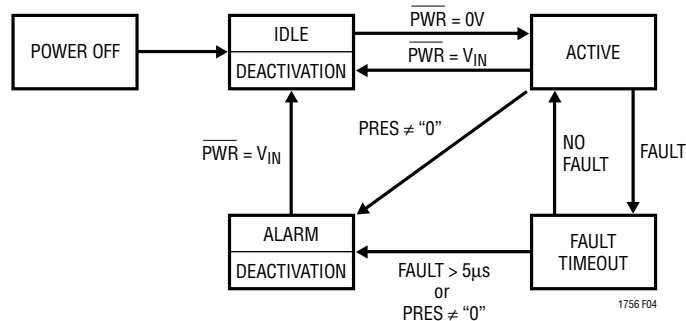 POWER OFF
IDLE
DEACTIVATION
PWR = 0V
PWR = VIN
ACTIVE
PRES ≠ “0”
PWR = VIN
NO
FAULT
FAULT
ALARM
DEACTIVATION
FAULT > 5µs
or
PRES ≠ “0”
FAULT
TIMEOUT
1756 F04